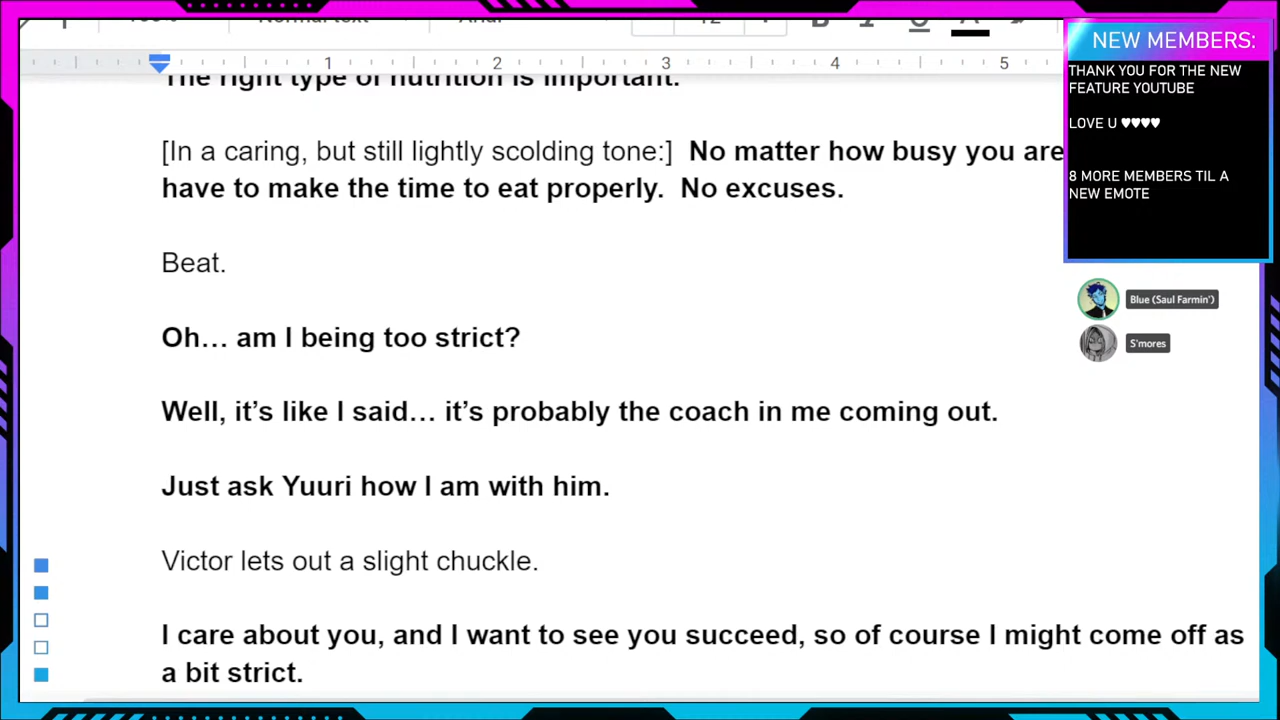 Normal text
12
1
2
3
4
5
The right type of nutrition is important.
[In a caring, but still lightly scolding tone:]  No matter how busy you are
have to make the time to eat properly.  No excuses.
Beat.
Oh… am I being too strict?
Well, it’s like I said… it’s probably the coach in me coming out.
Just ask Yuuri how I am with him.
Victor lets out a slight chuckle.
I care about you, and I want to see you succeed, so of course I might come off as
a bit strict.
NEW MEMBERS:
THANK YOU FOR THE NEW
FEATURE YOUTUBE
LOVE U ♥♥♥♥
8 MORE MEMBERS TIL A
NEW EMOTE
Blue (Saul Farmin')
S'mores